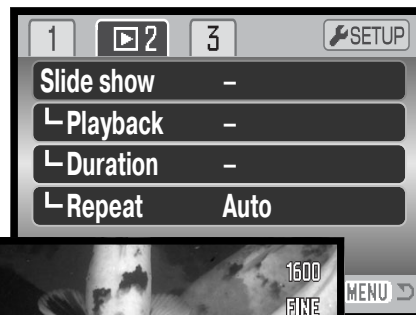 1 2 3 SETUP
Slide show –
Playback –
Duration –
Repeat Auto
1600
FINE
MENU